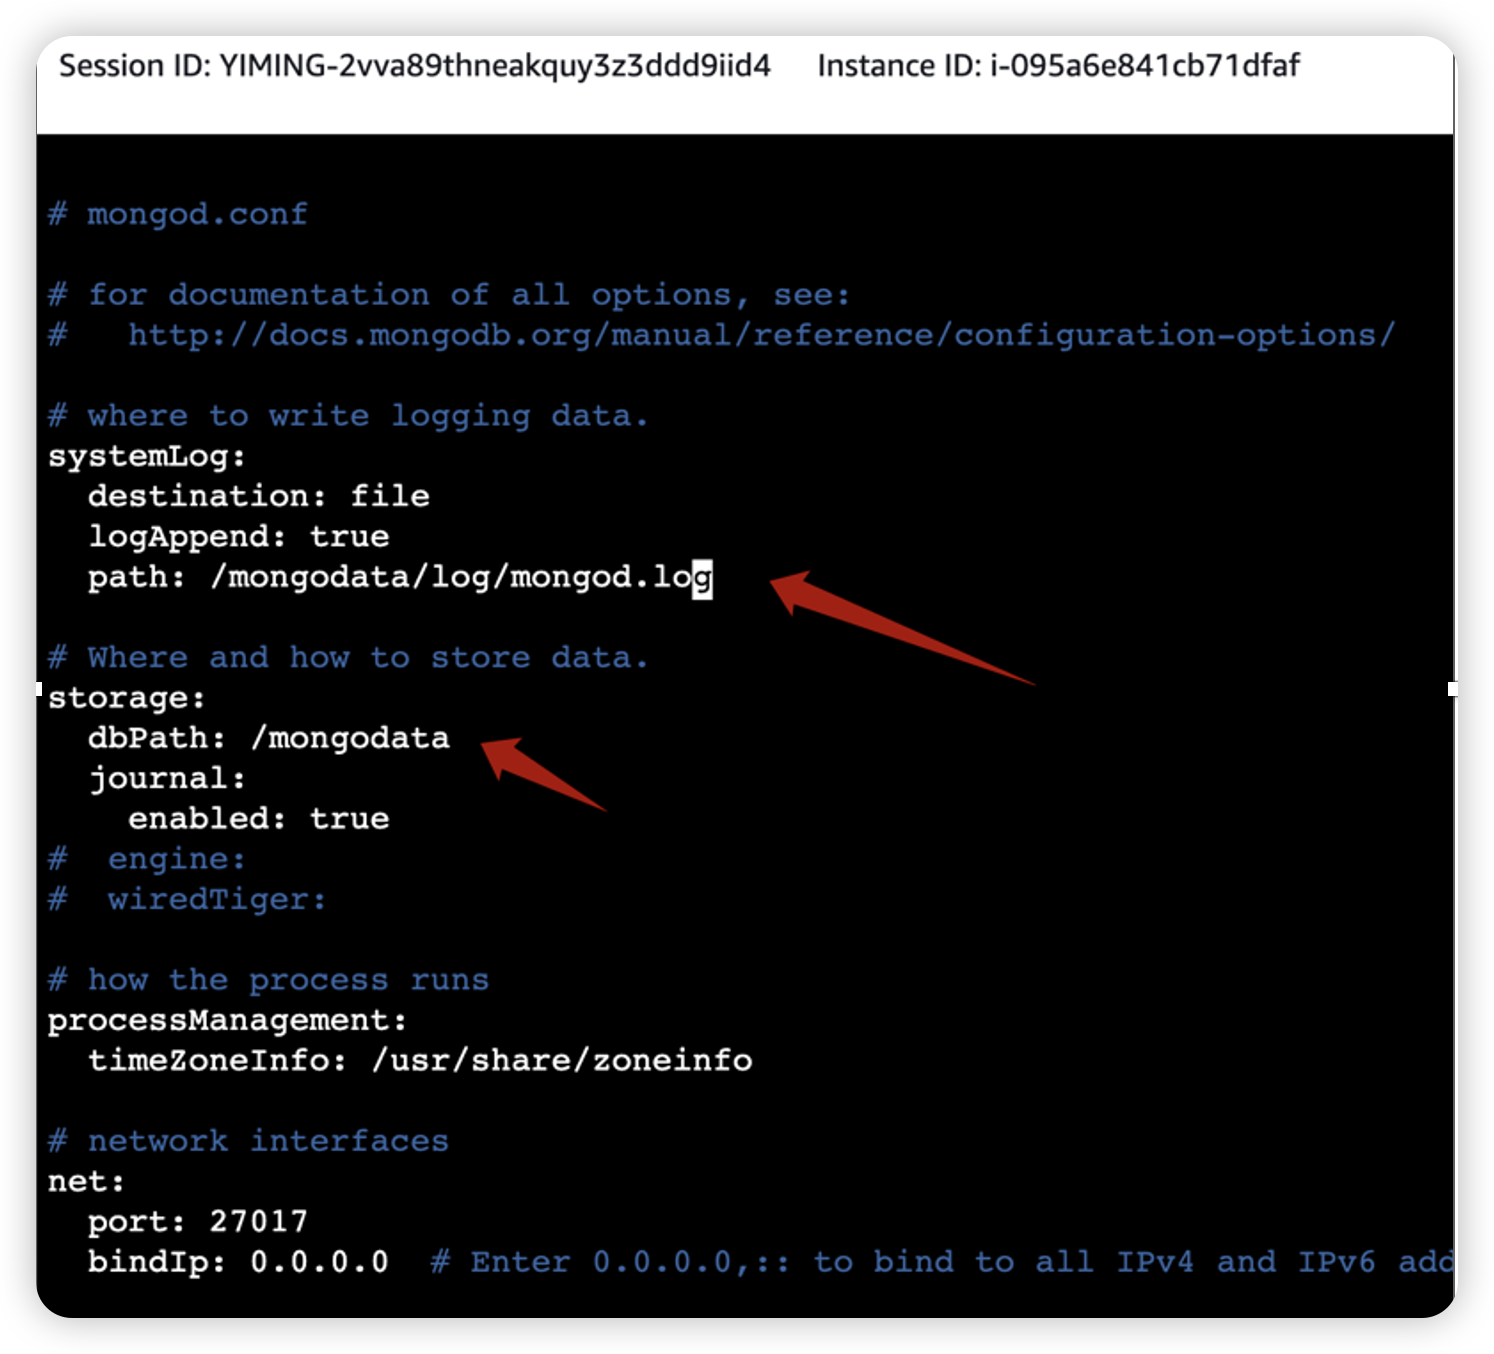 Session ID: YIMING-2vva89thneakquy3z3ddd9iid4 Instance ID: i-095a6e841cb71dfaf
# mongod.conf
# for documentation of all options, see:
#   http://docs.mongodb.org/manual/reference/configuration-options/
# where to write logging data.
systemLog:
  destination: file
  logAppend: true
  path: /mongodata/log/mongod.log
# Where and how to store data.
storage:
  dbPath: /mongodata
  journal:
    enabled: true
#  engine:
#  wiredTiger:
# how the process runs
processManagement:
  timeZoneInfo: /usr/share/zoneinfo
# network interfaces
net:
  port: 27017
  bindIp: 0.0.0.0  # Enter 0.0.0.0,:: to bind to all IPv4 and IPv6 add